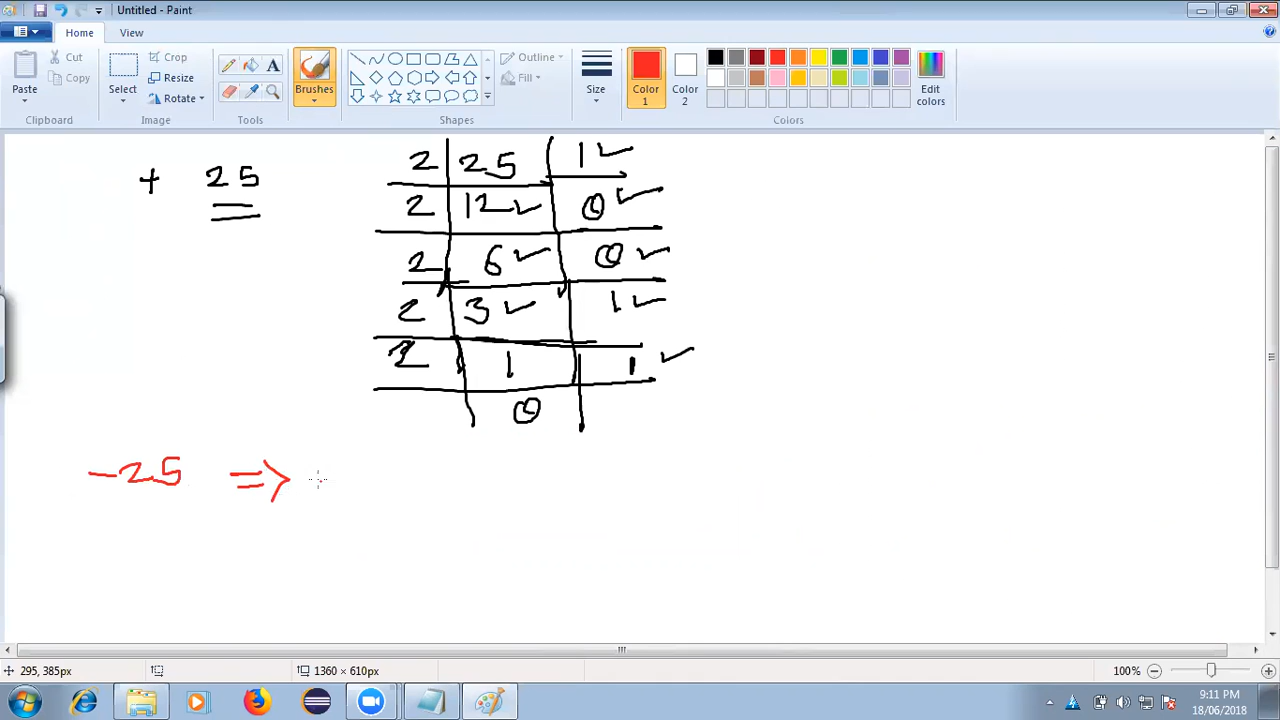 Untitled - Paint
Home View
Paste
Cut
Copy
Clipboard
Select
Crop
Resize
Rotate
Image
A
Tools
Brushes
Outline
Fill
Shapes
Size
Color 1
Color 2
Edit colors
Colors
+ 25
2 25 1
2 12 0
2 6 0
2 3 1
2 1 1
0
-25 =>
295, 385px
1360 × 610px
100%
9:11 PM
18/06/2018